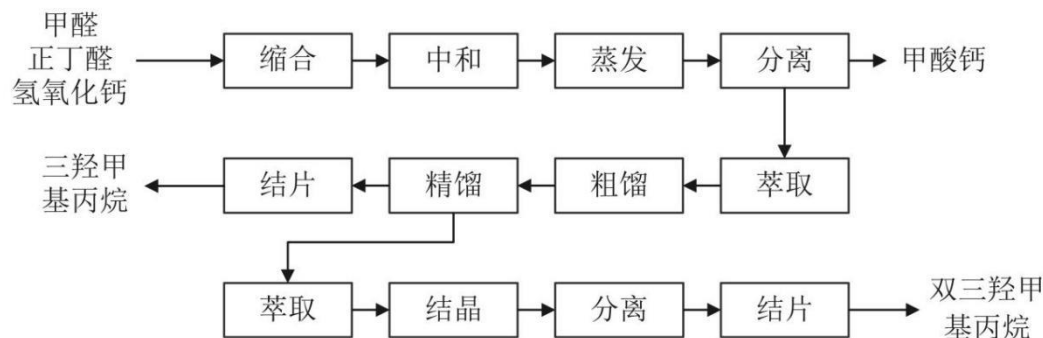 甲醛
正丁醛
氢氧化钙
缩合
中和
蒸发
分离
甲酸钙
三羟甲
基丙烷
结片
精馏
粗馏
萃取
萃取
结晶
分离
结片
双三羟甲
基丙烷